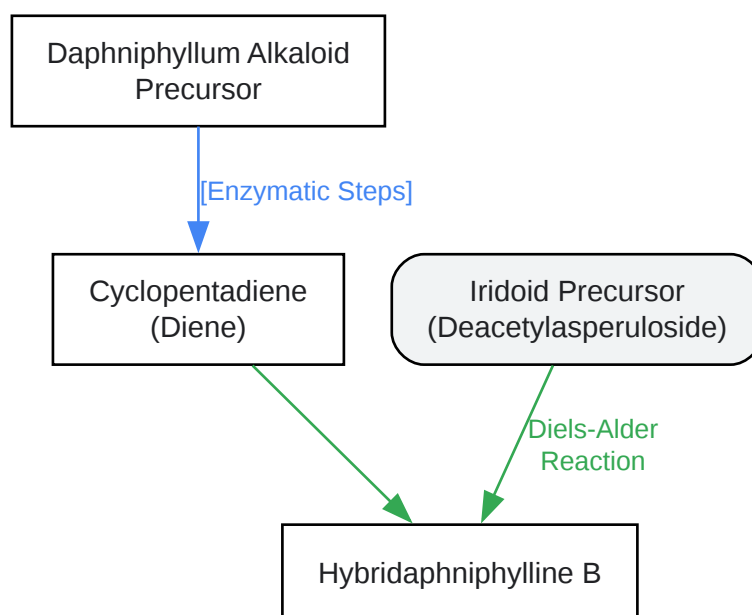 Daphniphyllum Alkaloid
Precursor
[Enzymatic Steps]
Cyclopentadiene
(Diene)
Iridoid Precursor
(Deacetylasperuloside)
Diels-Alder
Reaction
Hybridaphniphylline B